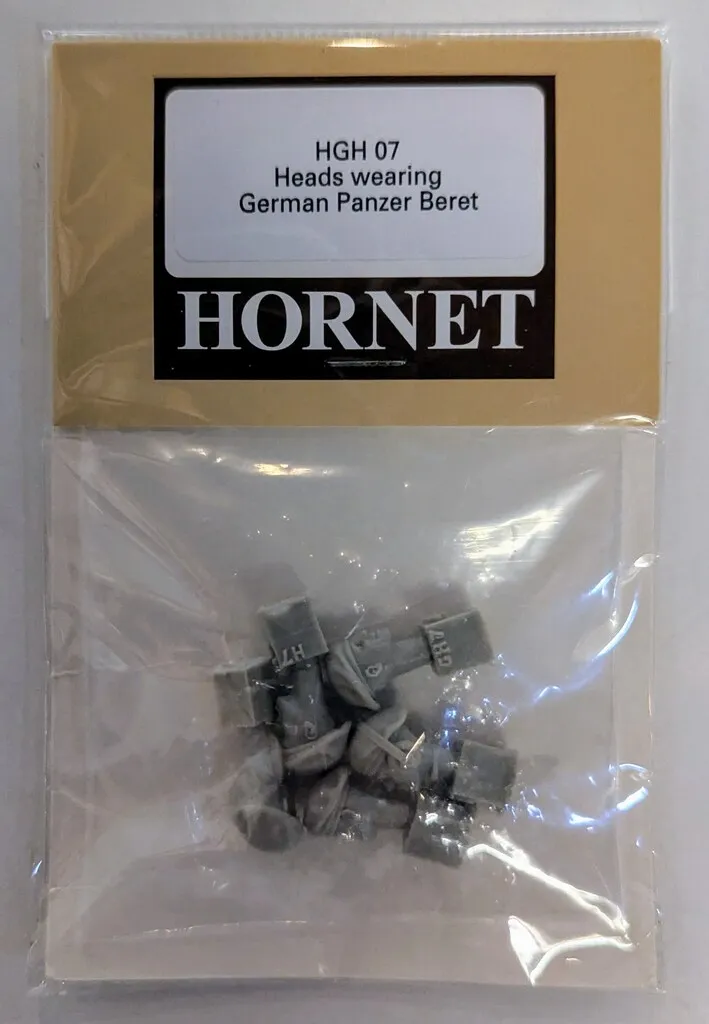 HGH 07
Heads wearing
German Panzer Beret
HORNET